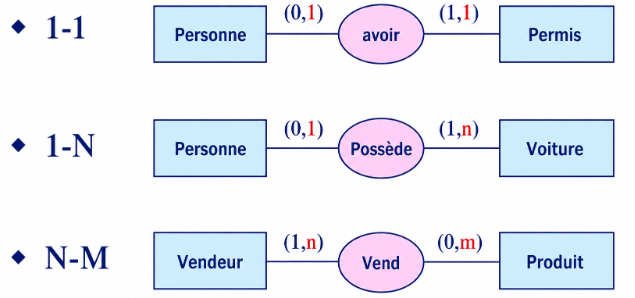 ◆ 1-1 Personne (0,1) avoir (1,1) Permis
◆ 1-N Personne (0,1) Possède (1,n) Voiture
◆ N-M Vendeur (1,n) Vend (0,m) Produit